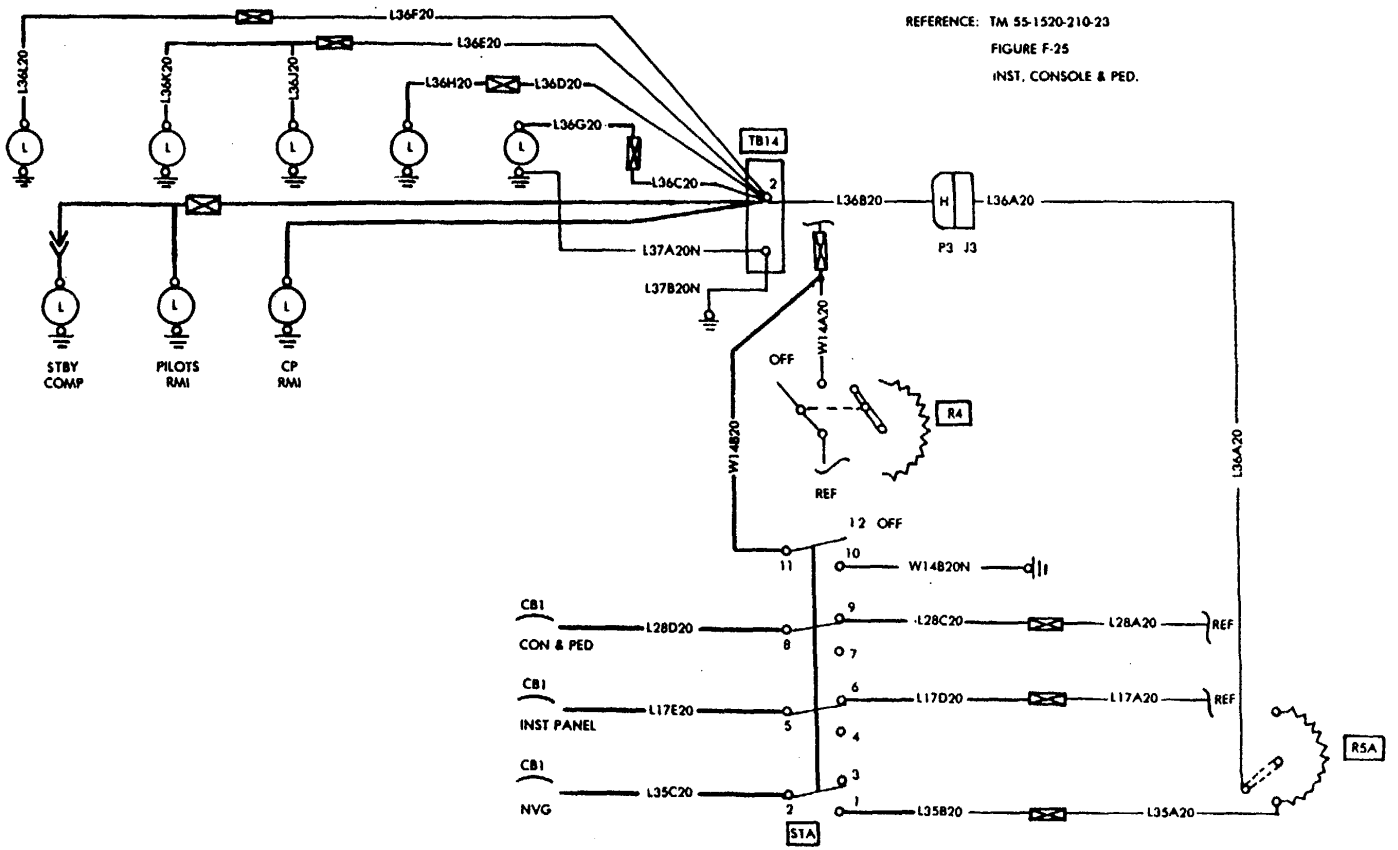 L36F20
REFERENCE: TM 55-1520-210-23
FIGURE F-25
INST. CONSOLE & PED.
L36E20
L36L20
L36K20
L36J20
L36H20
L36D20
L36G20
L36C20
L
L
L
L
L
TB14
2
L36B20
H
L36A20
P3 J3
L37A20N
L37B20N
L
L
L
STBY
COMP
PILOTS
RMI
CP
RMI
W14A20
OFF
R4
W14B20
L36A20
REF
12 OFF
11
10
W14B20N
CB1
CON & PED
L28D20
8
9
L28C20
L28A20
REF
7
CB1
INST PANEL
L17E20
5
6
L17D20
L17A20
REF
4
R5A
CB1
NVG
L35C20
2
3
1
L35B20
L35A20
S1A